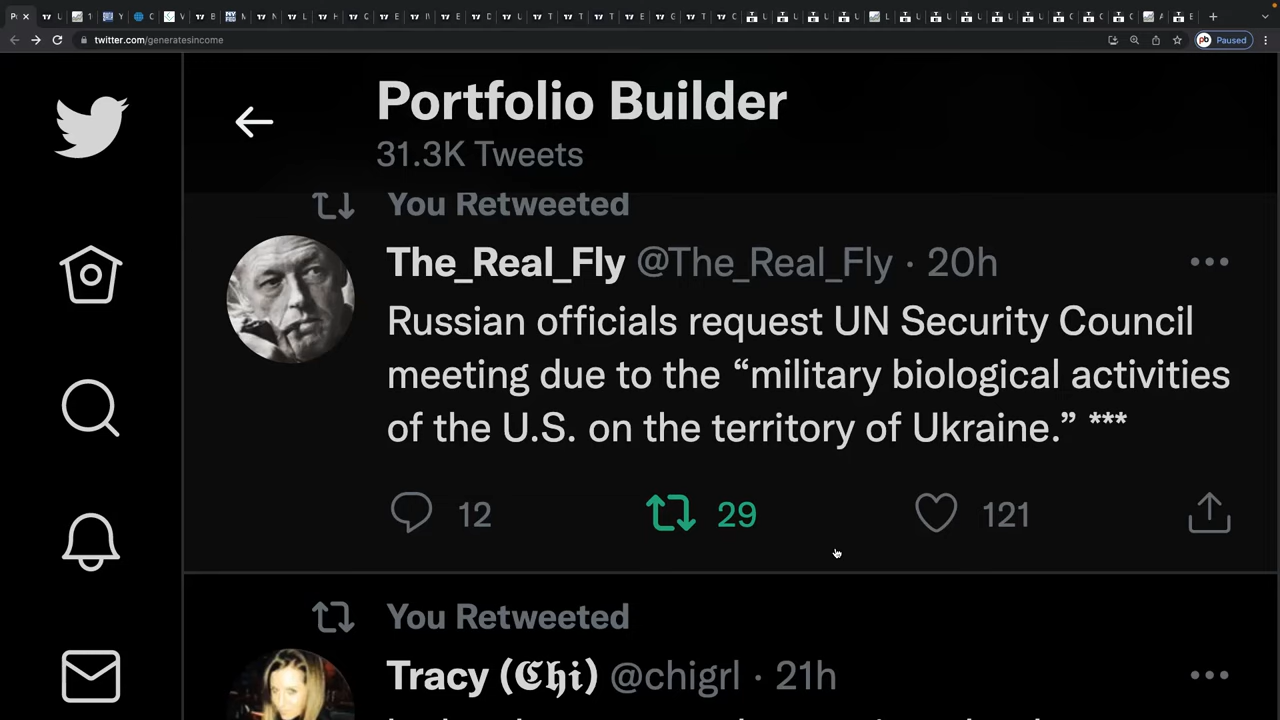 twitter.com/generatesincome
pb Paused
Portfolio Builder
31.3K Tweets
You Retweeted
The_Real_Fly @The_Real_Fly · 20h
Russian officials request UN Security Council
meeting due to the “military biological activities
of the U.S. on the territory of Ukraine.” ***
12 29 121
You Retweeted
Tracy (ℭ𝔥𝔦) @chigrl · 21h